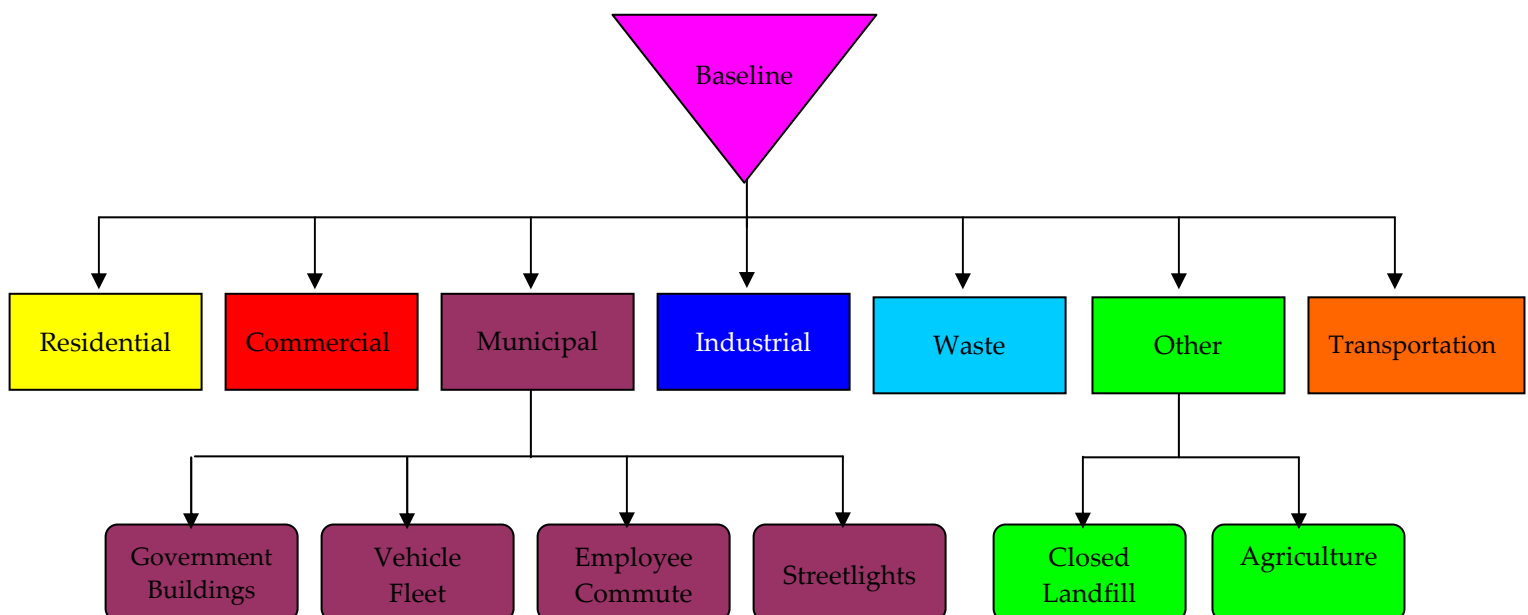 Baseline
Residential
Commercial
Municipal
Industrial
Waste
Other
Transportation
Government
Buildings
Vehicle
Fleet
Employee
Commute
Streetlights
Closed
Landfill
Agriculture